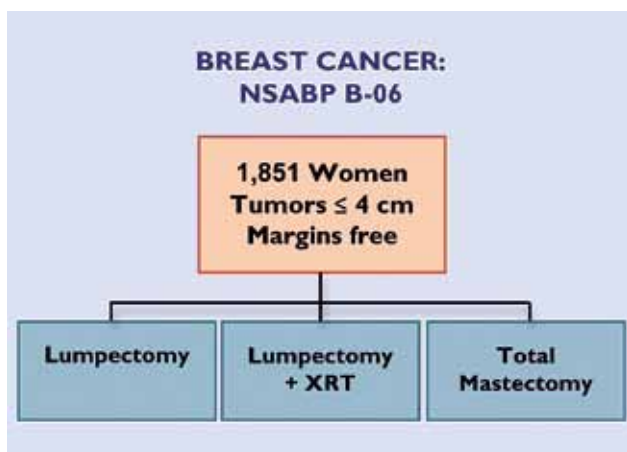 BREAST CANCER:
NSABP B-06
1,851 Women
Tumors ≤ 4 cm
Margins free
Lumpectomy
Lumpectomy
+ XRT
Total
Mastectomy